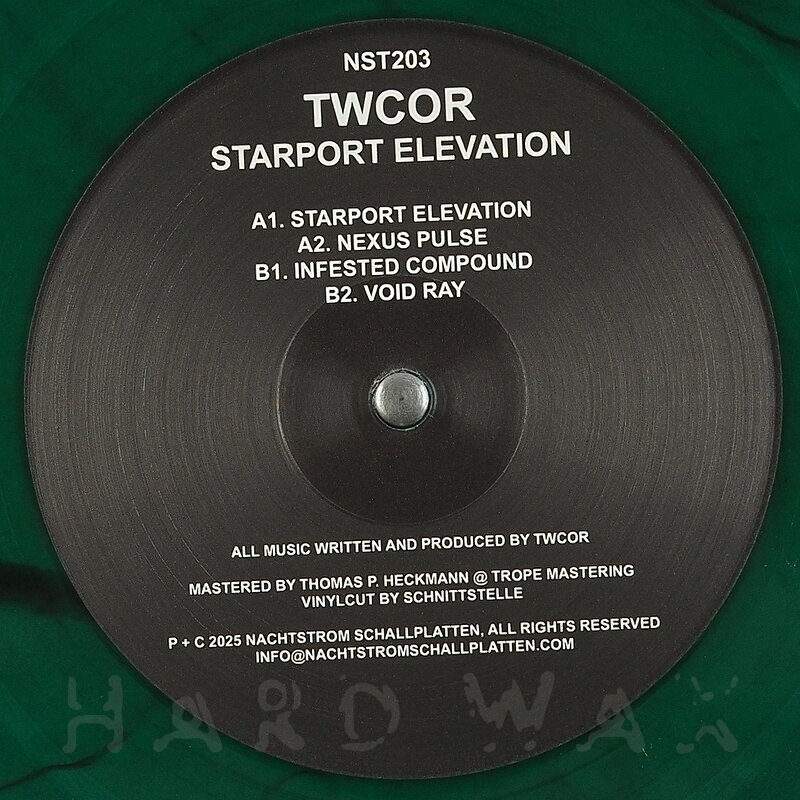 NST203
TWCOR
STARPORT ELEVATION
A1. STARPORT ELEVATION
A2. NEXUS PULSE
B1. INFESTED COMPOUND
B2. VOID RAY
ALL MUSIC WRITTEN AND PRODUCED BY TWCOR
MASTERED BY THOMAS P. HECKMANN @ TROPE MASTERING
VINYLCUT BY SCHNITTSTELLE
P + C 2025 NACHTSTROM SCHALLPLATTEN, ALL RIGHTS RESERVED
INFO@NACHTSTROMSCHALLPLATTEN.COM
HARD WAX